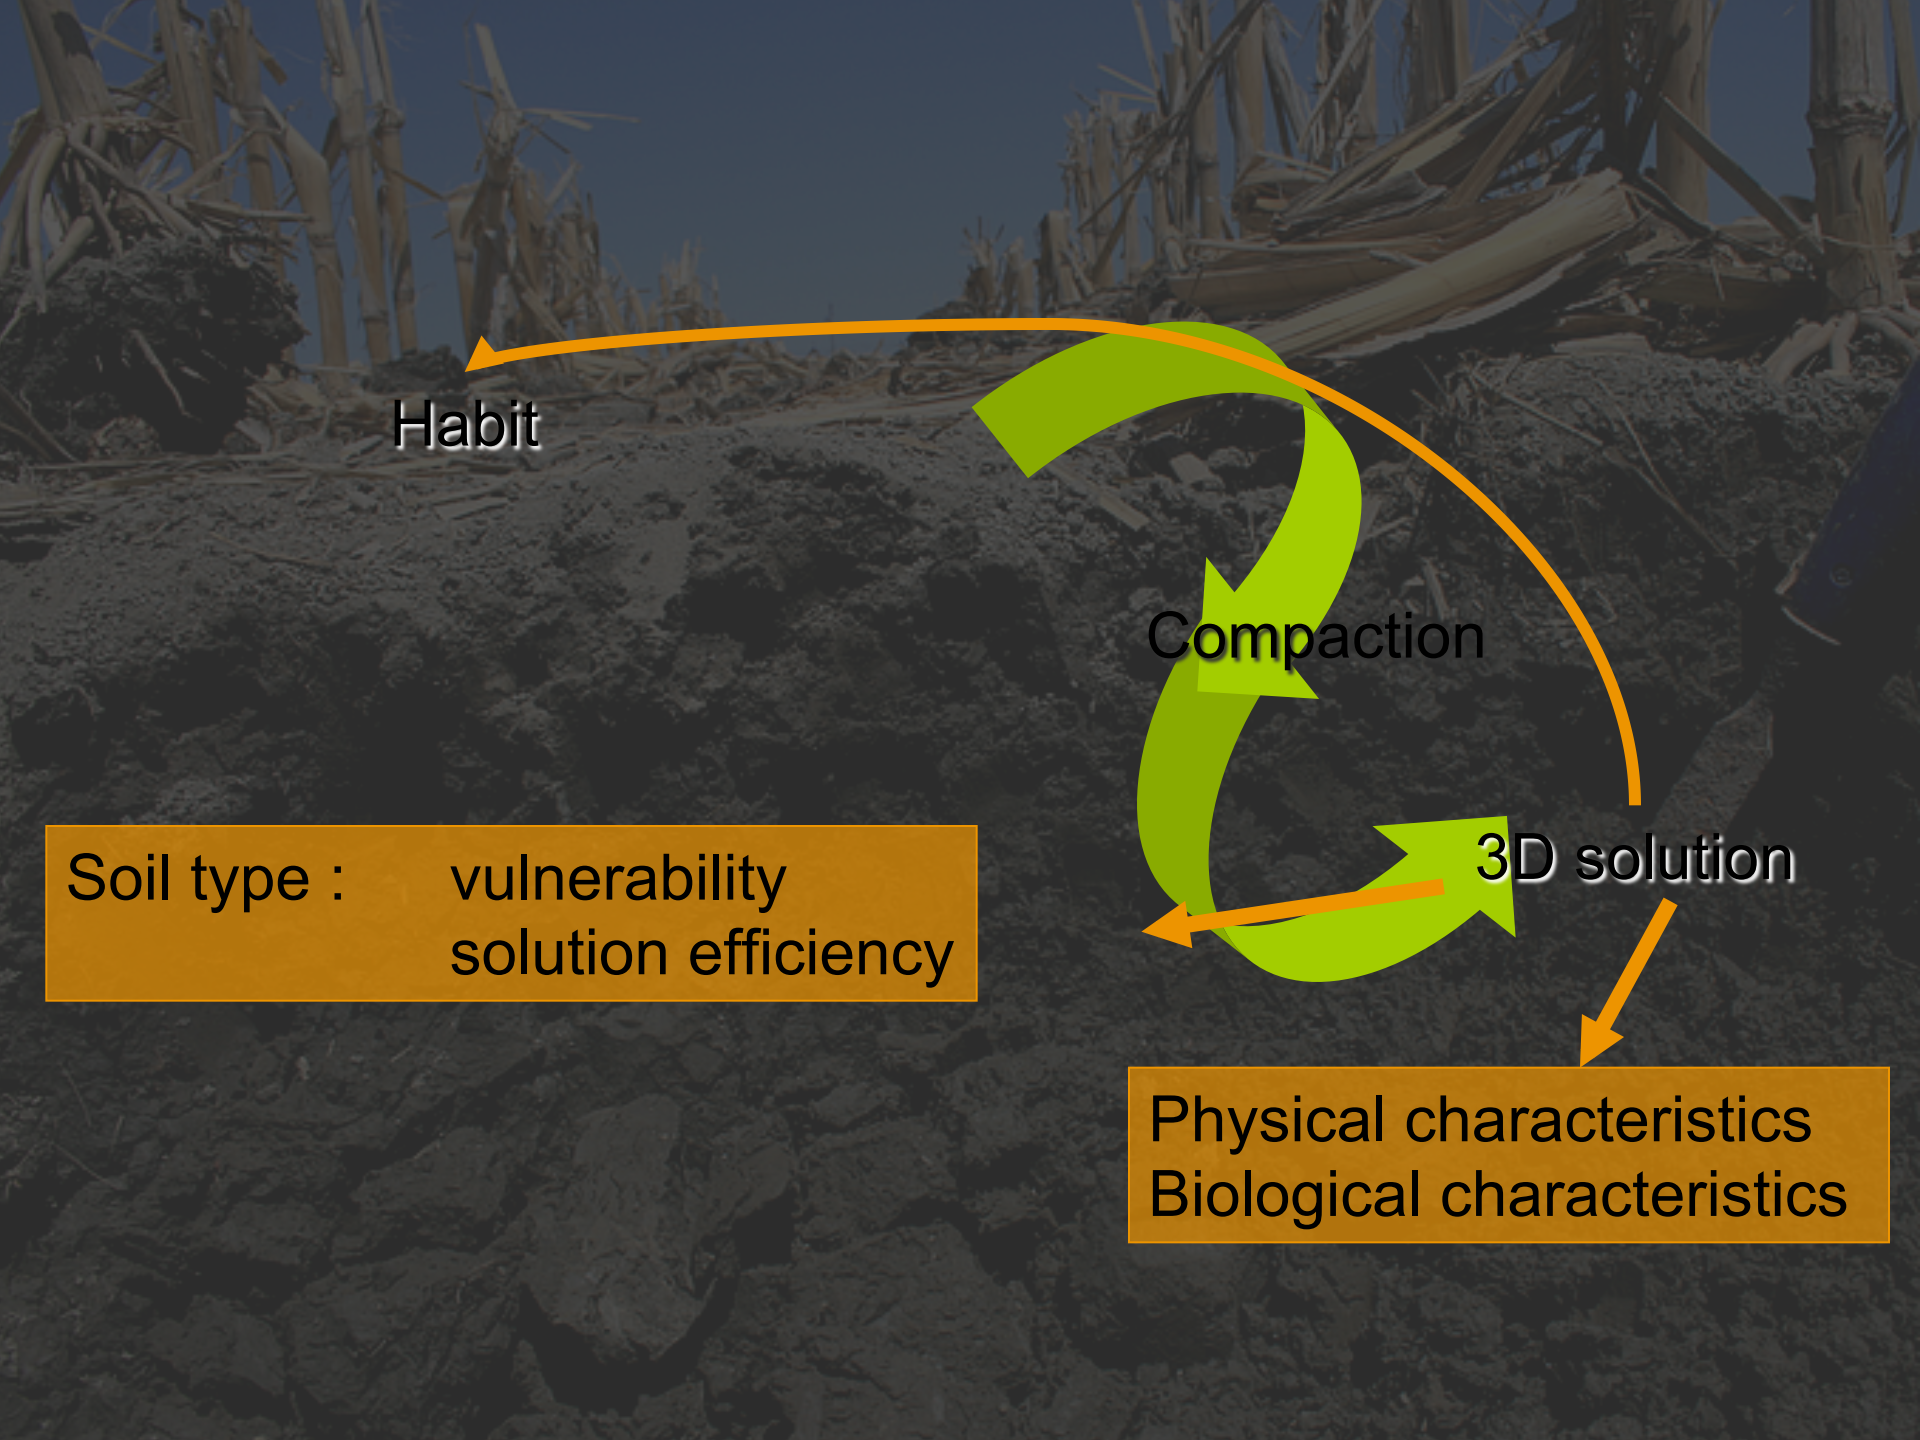 Habit
Compaction
3D solution
Soil type : vulnerability
solution efficiency
Physical characteristics
Biological characteristics